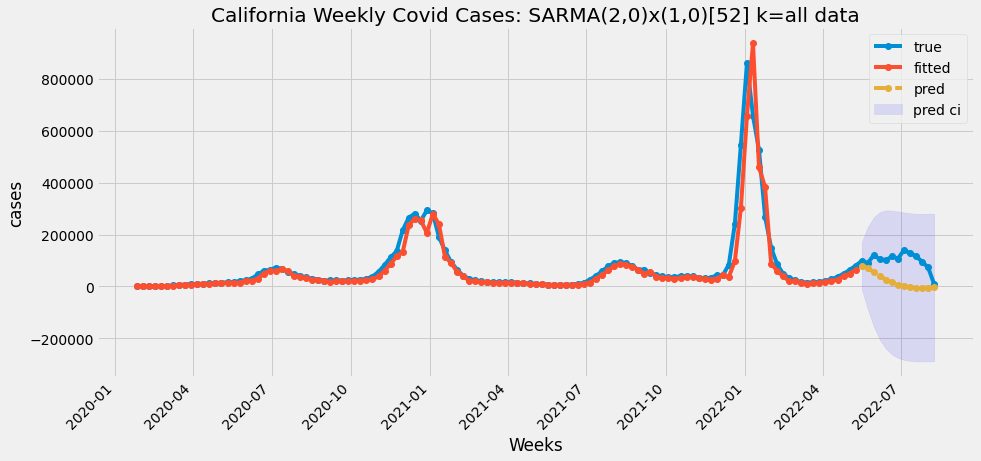 California Weekly Covid Cases: SARMA(2,0)x(1,0)[52] k=all data
true
fitted
pred
pred ci
cases
800000
600000
400000
200000
0
−200000
2020-01
2020-04
2020-07
2020-10
2021-01
2021-04
2021-07
2021-10
2022-01
2022-04
2022-07
Weeks